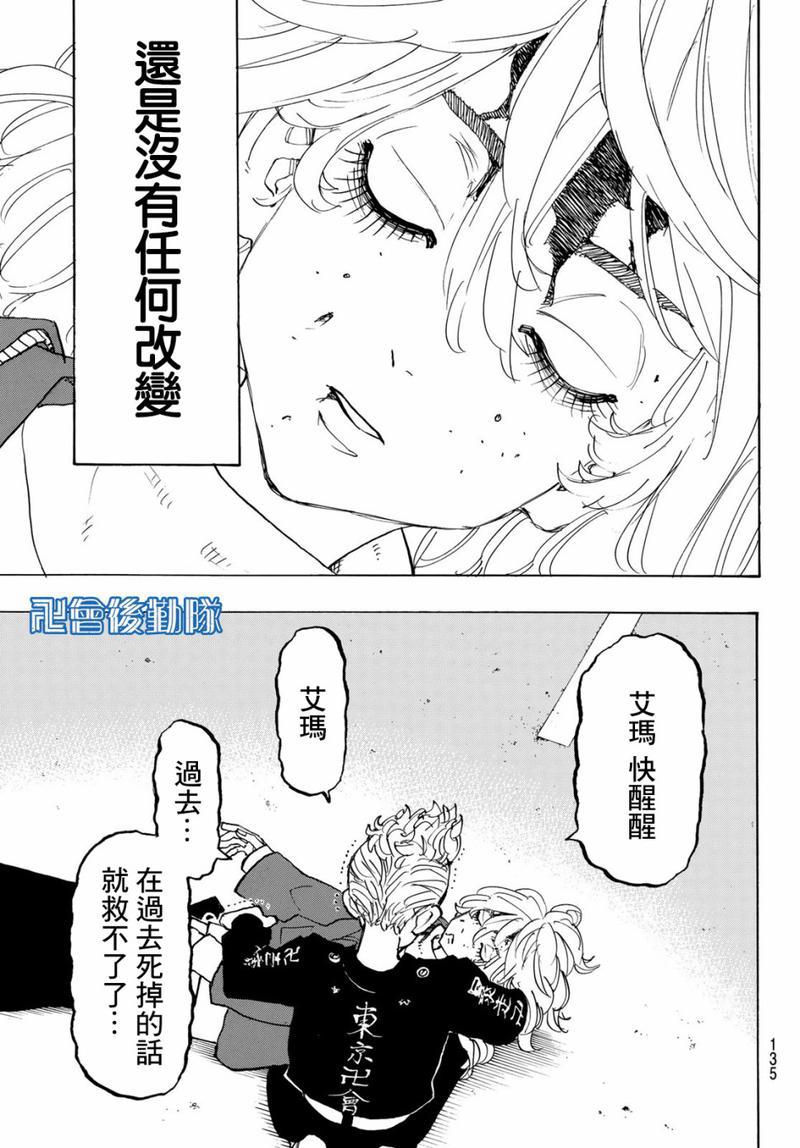 還是沒有任何改變
卍會後勤隊
艾瑪 快醒醒
艾瑪
過去…
在過去死掉的話
就救不了了…
東京卍會
135